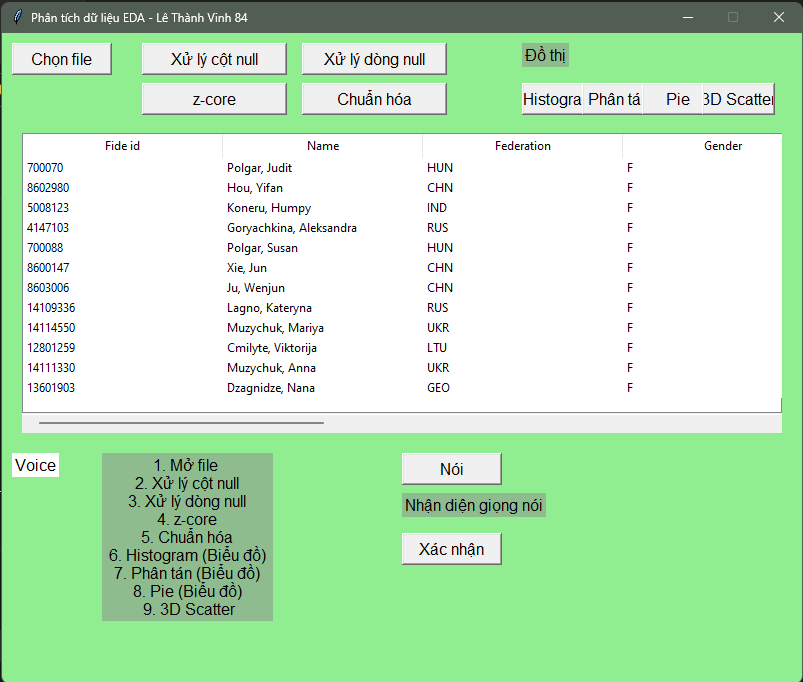 Phân tích dữ liệu EDA - Lê Thành Vinh 84
Chọn file
Xử lý cột null
Xử lý dòng null
Đồ thị
z-core
Chuẩn hóa
Histogra
Phân tá
Pie
3D Scatter
Fide id Name Federation Gender
700070 Polgar, Judit HUN F
8602980 Hou, Yifan CHN F
5008123 Koneru, Humpy IND F
4147103 Goryachkina, Aleksandra RUS F
700088 Polgar, Susan HUN F
8600147 Xie, Jun CHN F
8603006 Ju, Wenjun CHN F
14109336 Lagno, Kateryna RUS F
14114550 Muzychuk, Mariya UKR F
12801259 Cmilyte, Viktorija LTU F
14111330 Muzychuk, Anna UKR F
13601903 Dzagnidze, Nana GEO F
Voice
1. Mở file
2. Xử lý cột null
3. Xử lý dòng null
4. z-core
5. Chuẩn hóa
6. Histogram (Biểu đồ)
7. Phân tán (Biểu đồ)
8. Pie (Biểu đồ)
9. 3D Scatter
Nói
Nhận diện giọng nói
Xác nhận